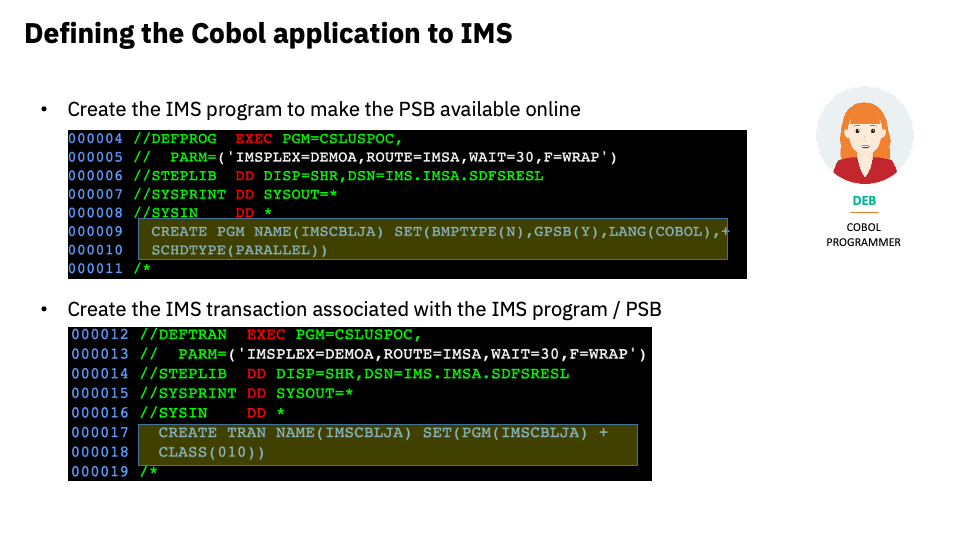 Defining the Cobol application to IMS
• Create the IMS program to make the PSB available online
000004 //DEFPROG  EXEC PGM=CSLUSPOC,
000005 //  PARM=('IMSPLEX=DEMOA,ROUTE=IMSA,WAIT=30,F=WRAP')
000006 //STEPLIB  DD DISP=SHR,DSN=IMS.IMSA.SDFSRESL
000007 //SYSPRINT DD SYSOUT=*
000008 //SYSIN    DD *
000009   CREATE PGM NAME(IMSCBLJA) SET(BMPTYPE(N),GPSB(Y),LANG(COBOL),+
000010   SCHDTYPE(PARALLEL))
000011 /*
• Create the IMS transaction associated with the IMS program / PSB
000012 //DEFTRAN  EXEC PGM=CSLUSPOC,
000013 //  PARM=('IMSPLEX=DEMOA,ROUTE=IMSA,WAIT=30,F=WRAP')
000014 //STEPLIB  DD DISP=SHR,DSN=IMS.IMSA.SDFSRESL
000015 //SYSPRINT DD SYSOUT=*
000016 //SYSIN    DD *
000017   CREATE TRAN NAME(IMSCBLJA) SET(PGM(IMSCBLJA) +
000018   CLASS(010))
000019 /*
DEB
COBOL
PROGRAMMER